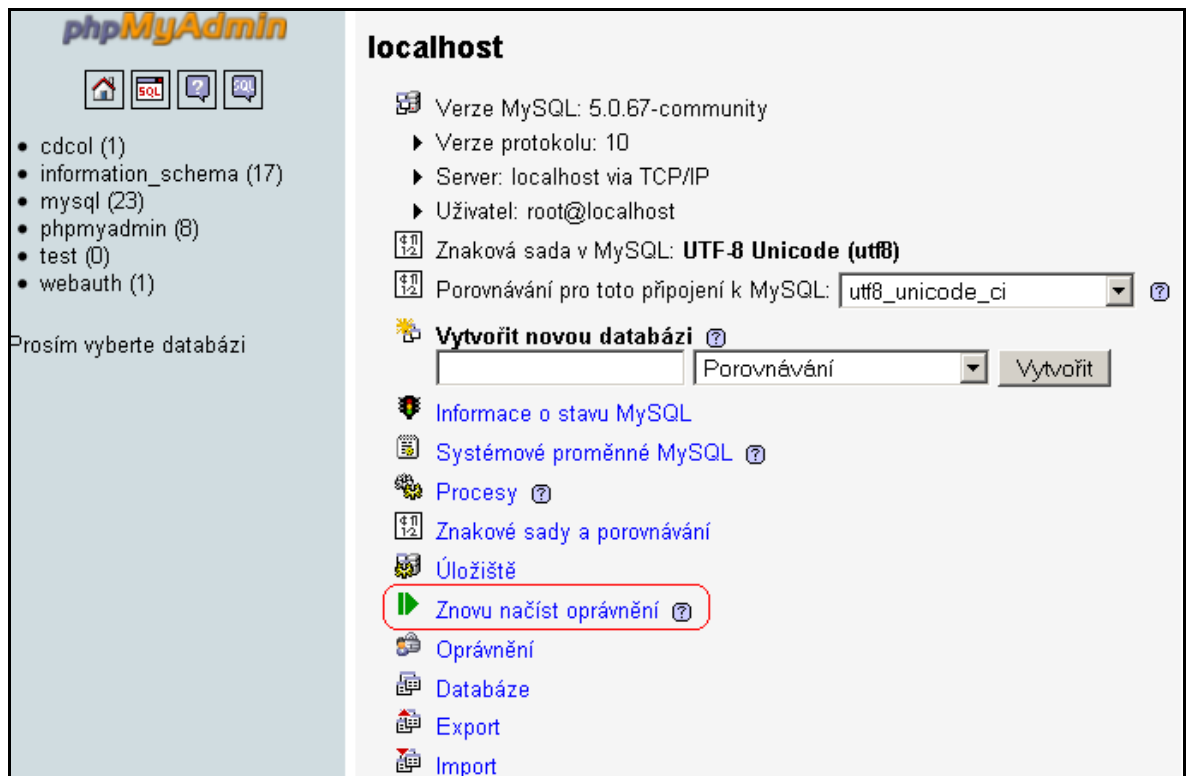 phpMyAdmin
SQL ? SQL
cdcol (1)
information_schema (17)
mysql (23)
phpmyadmin (8)
test (0)
webauth (1)
Prosím vyberte databázi
localhost
Verze MySQL: 5.0.67-community
Verze protokolu: 10
Server: localhost via TCP/IP
Uživatel: root@localhost
Znaková sada v MySQL: UTF-8 Unicode (utf8)
Porovnávání pro toto připojení k MySQL: utf8_unicode_ci ?
Vytvořit novou databázi ?
Porovnávání Vytvořit
Informace o stavu MySQL
Systémové proměnné MySQL ?
Procesy ?
Znakové sady a porovnávání
Úložiště
Znovu načíst oprávnění ?
Oprávnění
Databáze
Export
Import